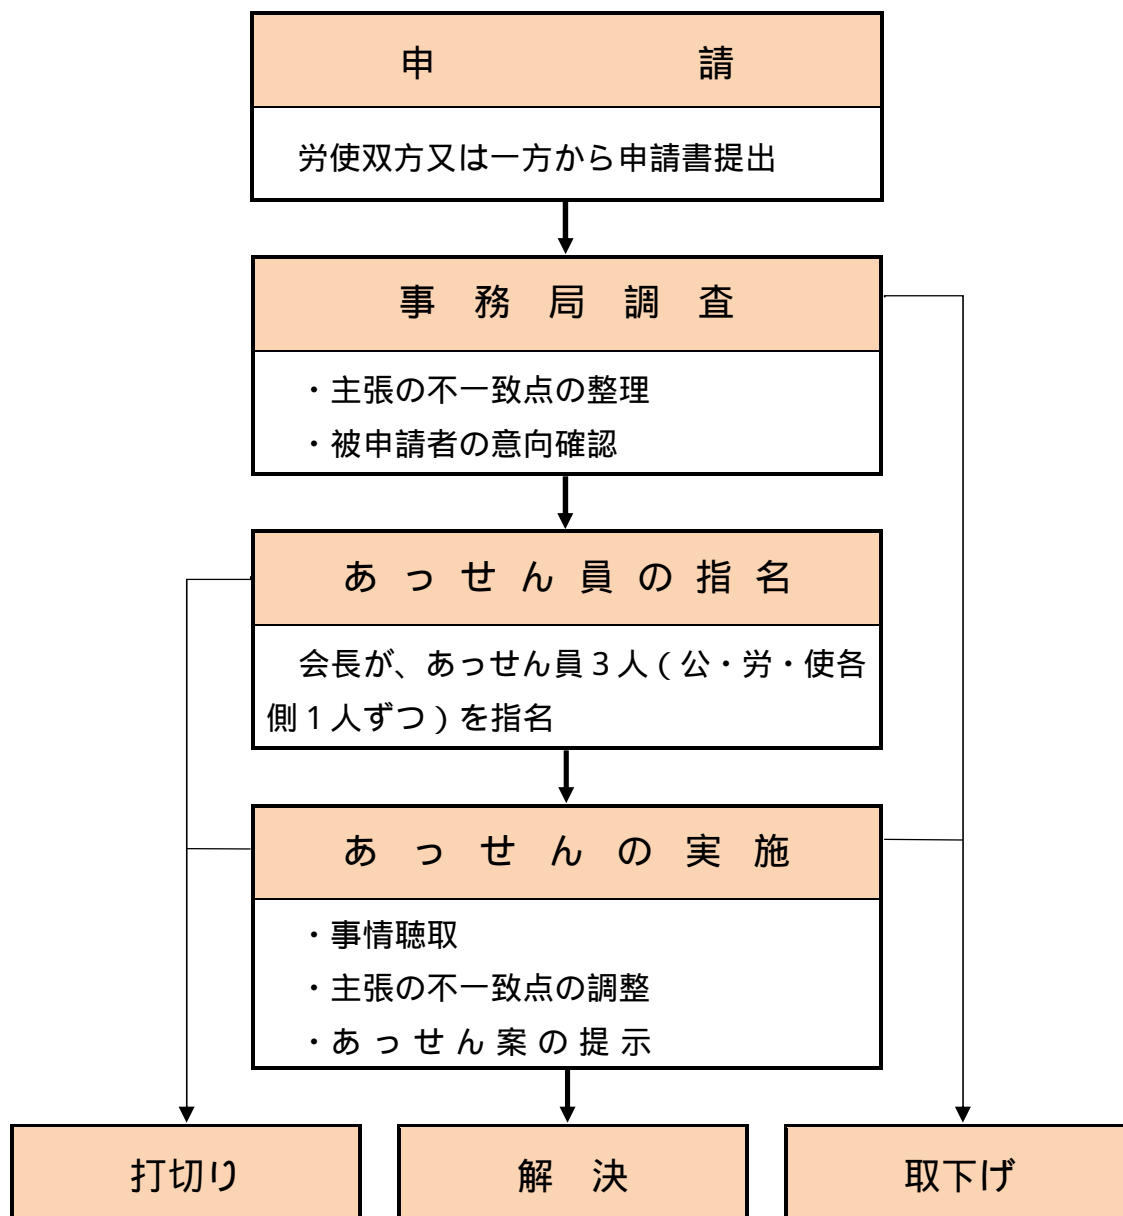 申請
労使双方又は一方から申請書提出
事務局調査
・主張の不一致点の整理
・被申請者の意向確認
あっせん員の指名
会長が、あっせん員３人（公・労・使各
側１人ずつ）を指名
あっせんの実施
・事情聴取
・主張の不一致点の調整
・あっせん案の提示
打切り
解決
取下げ